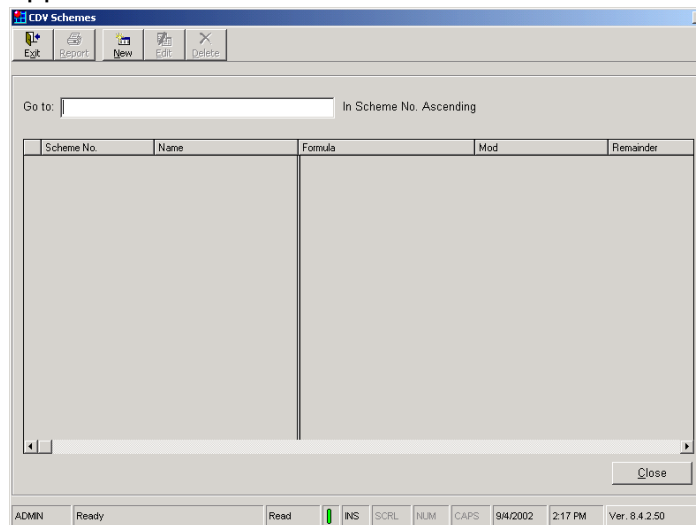 CDV Schemes
Exit Report New Edit Delete
Go to: In Scheme No. Ascending
Scheme No. Name Formula Mod Remainder
Close
ADMIN Ready Read INS SCRL NUM CAPS 9/4/2002 2:17 PM Ver. 8.4.2.50